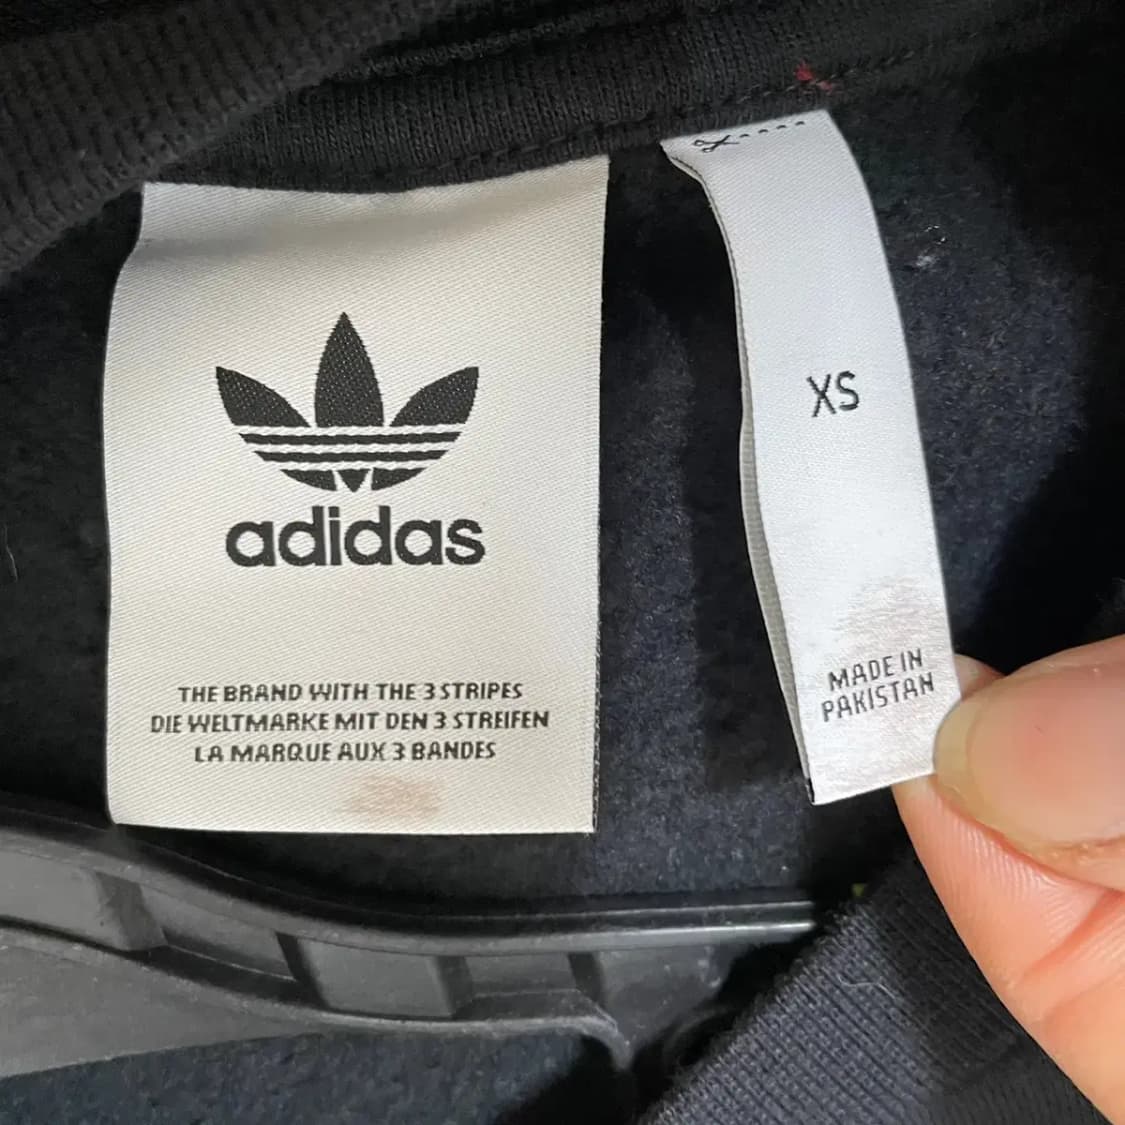 adidas
THE BRAND WITH THE 3 STRIPES
DIE WELTMARKE MIT DEN 3 STREIFEN
LA MARQUE AUX 3 BANDES
XS
MADE IN
PAKISTAN